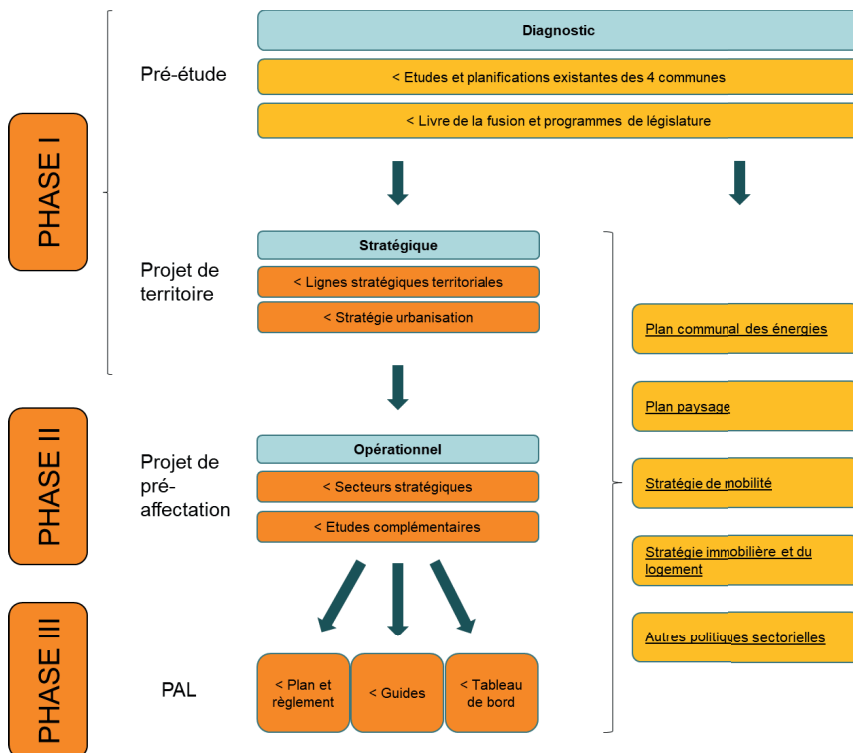 PHASE I
Pré-étude
Diagnostic
< Etudes et planifications existantes des 4 communes
< Livre de la fusion et programmes de législature
Projet de
territoire
Stratégique
< Lignes stratégiques territoriales
< Stratégie urbanisation
PHASE II
Projet de
pré-
affectation
Opérationnel
< Secteurs stratégiques
< Etudes complémentaires
PHASE III
PAL
< Plan et
règlement
< Guides
< Tableau
de bord
Plan communal des énergies
Plan paysage
Stratégie de mobilité
Stratégie immobilière et du
logement
Autres politiques sectorielles